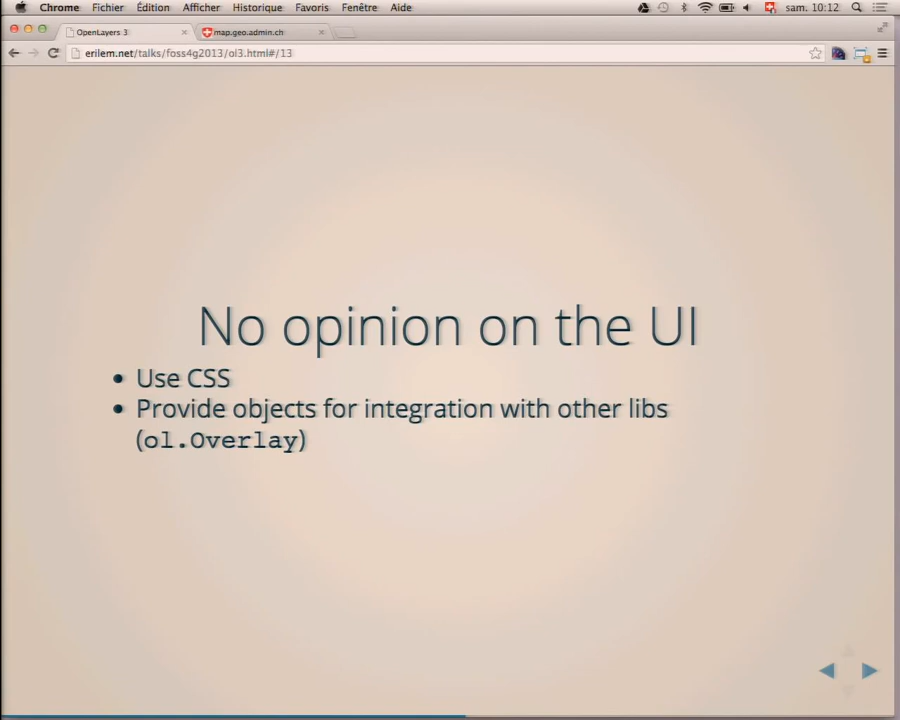 Chrome Fichier Édition Afficher Historique Favoris Fenêtre Aide sam. 10:12
OpenLayers 3 map.geo.admin.ch
erilem.net/talks/foss4g2013/ol3.html#/13
No opinion on the UI
Use CSS
Provide objects for integration with other libs
(ol.Overlay)